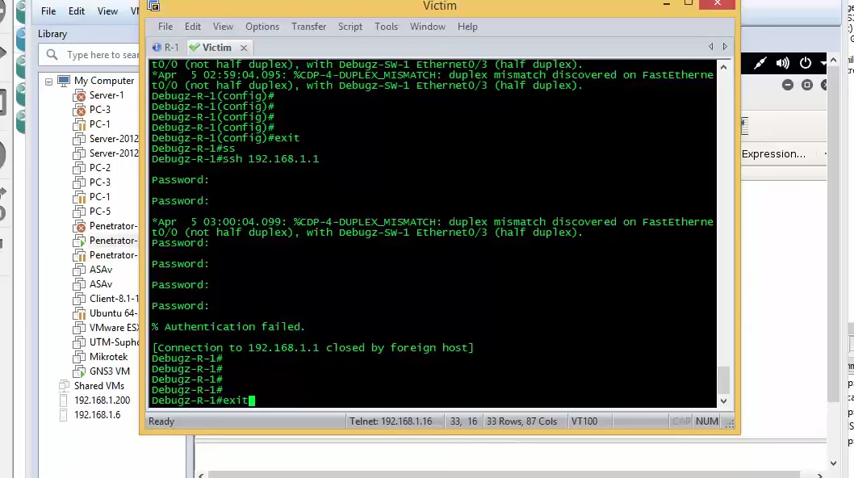 File Edit View VM
Library
Type here to sear
My Computer
Server-1
PC-3
PC-1
Server-2012
Server-2012
PC-2
PC-3
PC-1
PC-5
Penetrator-
Penetrator-
Penetrator-
ASAv
ASAv
Client-8.1-1
Ubuntu 64-
VMware ESX
UTM-Supho
Mikrotek
GNS3 VM
Shared VMs
192.168.1.200
192.168.1.6
Victim
File Edit View Options Transfer Script Tools Window Help
R-1 Victim
t0/0 (not half duplex), with Debugz-SW-1 Ethernet0/3 (half duplex).
*Apr 5 02:59:04.095: %CDP-4-DUPLEX_MISMATCH: duplex mismatch discovered on FastEtherne
t0/0 (not half duplex), with Debugz-SW-1 Ethernet0/3 (half duplex).
Debugz-R-1(config)#
Debugz-R-1(config)#
Debugz-R-1(config)#
Debugz-R-1(config)#
Debugz-R-1(config)#exit
Debugz-R-1#ss
Debugz-R-1#ssh 192.168.1.1
Password:
Password:
*Apr 5 03:00:04.099: %CDP-4-DUPLEX_MISMATCH: duplex mismatch discovered on FastEtherne
t0/0 (not half duplex), with Debugz-SW-1 Ethernet0/3 (half duplex).
Password:
Password:
Password:
Password:
% Authentication failed.
[Connection to 192.168.1.1 closed by foreign host]
Debugz-R-1#
Debugz-R-1#
Debugz-R-1#
Debugz-R-1#
Debugz-R-1#exit
Ready Telnet: 192.168.1.16 33, 16 33 Rows, 87 Cols VT100 CAP NUM
Expression...